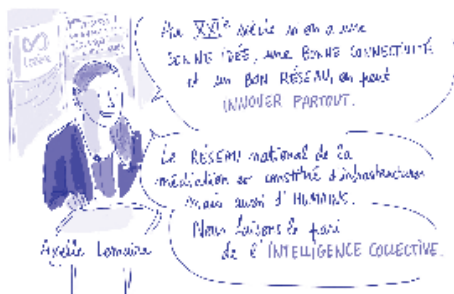 Au XXIe siècle si on a une
BONNE IDÉE, une BONNE CONNECTIVITÉ
et un BON RÉSEAU, on peut
INNOVER PARTOUT.
Le RÉSEAU national de la
médiation est constitué d'infrastructures
mais aussi d'HUMAINS.
Nous faisons le pari
de l'INTELLIGENCE COLLECTIVE.
Axelle Lemaire